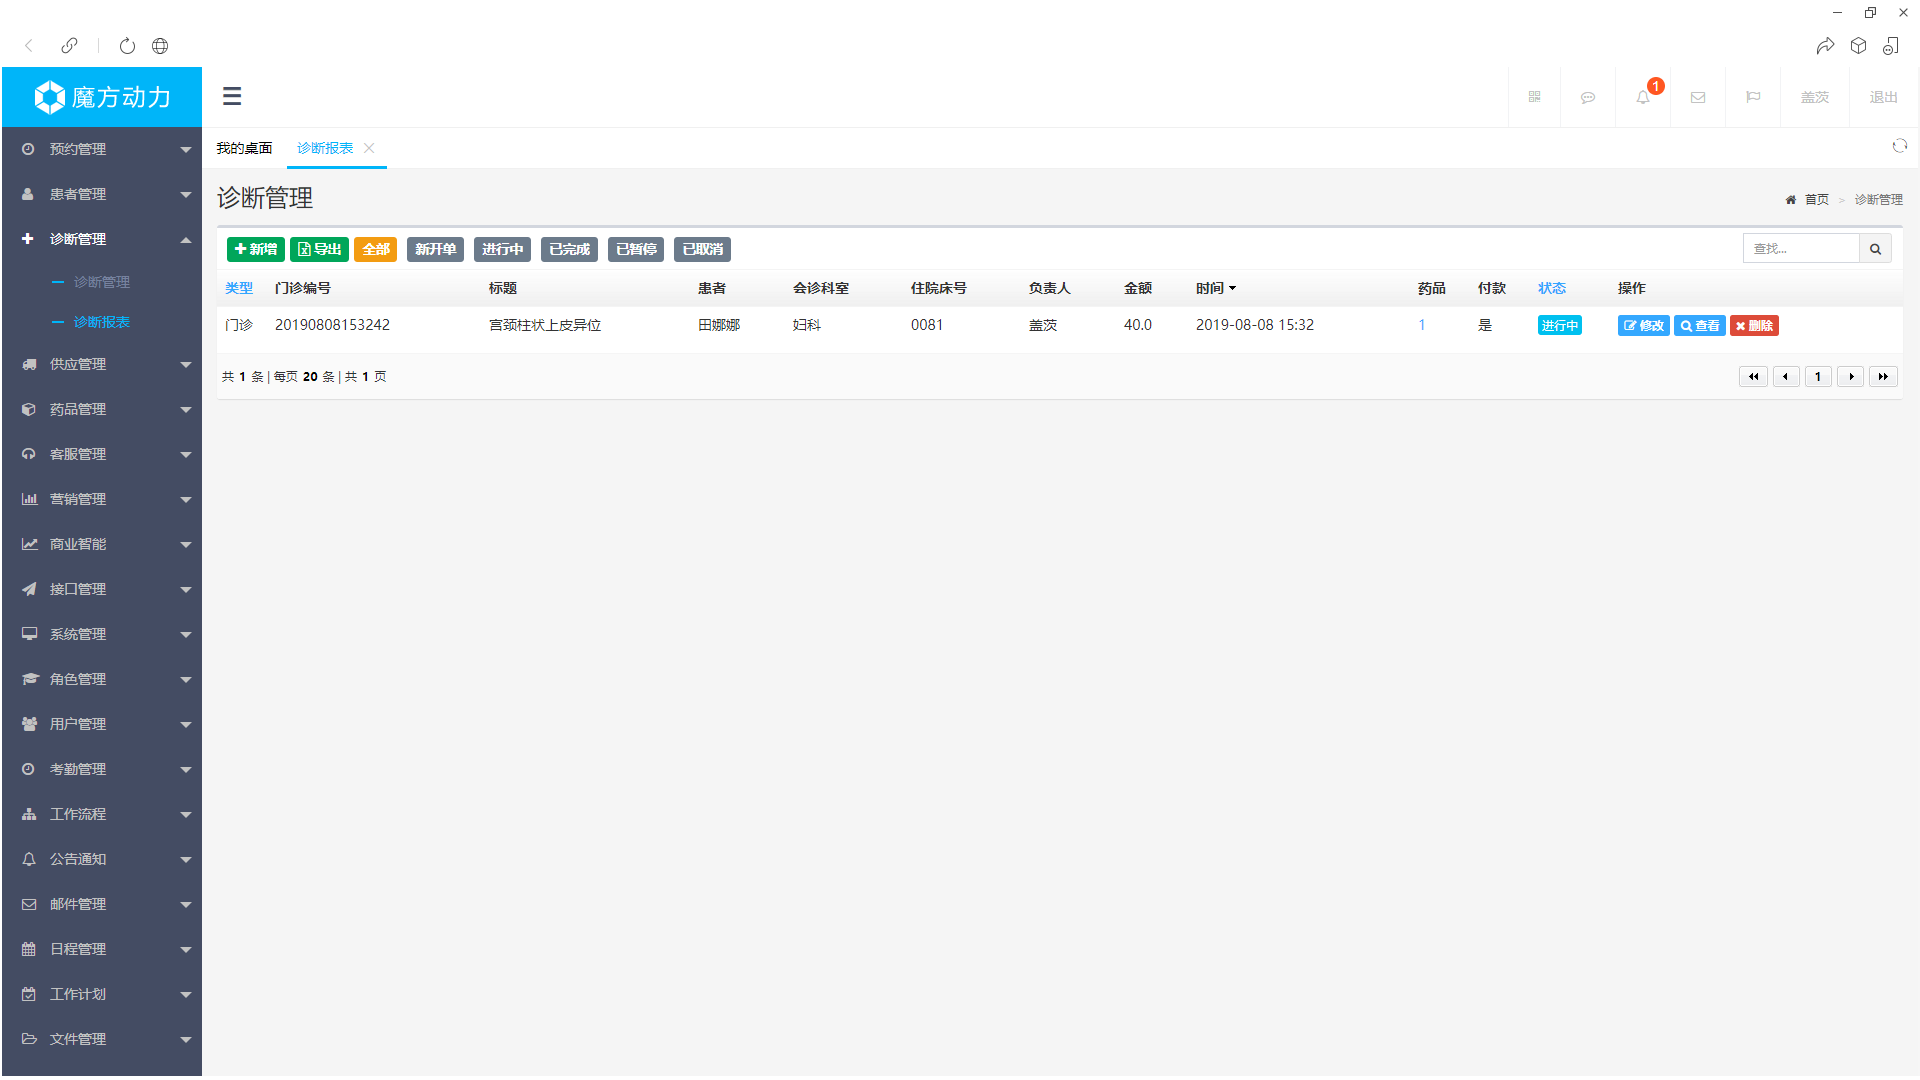 魔方动力
1
盖茨
退出
我的桌面 诊断报表
诊断管理
首页 > 诊断管理
新增 导出 全部 新开单 进行中 已完成 已暂停 已取消
查找...
类型 门诊编号 标题 患者 会诊科室 住院床号 负责人 金额 时间 药品 付款 状态 操作
门诊 20190808153242 宫颈柱状上皮异位 田娜娜 妇科 0081 盖茨 40.0 2019-08-08 15:32 1 是 进行中 修改 查看 删除
共 1 条 | 每页 20 条 | 共 1 页
1
预约管理
患者管理
诊断管理
诊断管理
诊断报表
供应管理
药品管理
客服管理
营销管理
商业智能
接口管理
系统管理
角色管理
用户管理
考勤管理
工作流程
公告通知
邮件管理
日程管理
工作计划
文件管理